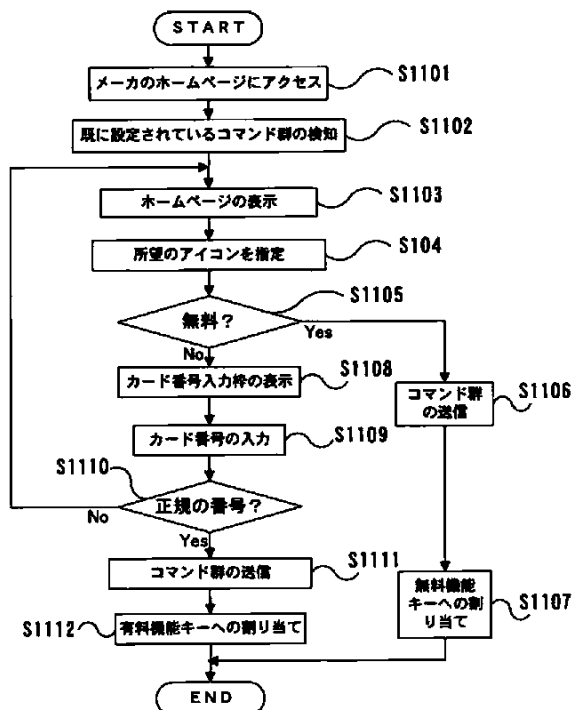 START
メーカのホームページにアクセス
S1101
既に設定されているコマンド群の検知
S1102
ホームページの表示
S1103
所望のアイコンを指定
S104
無料?
S1105
Yes
No
カード番号入力枠の表示
S1108
コマンド群
の送信
S1106
カード番号の入力
S1109
S1110
正規の番号?
No
Yes
コマンド群の送信
S1111
無料機能
キーへの割
り当て
S1107
S1112
有料機能キーへの割り当て
END